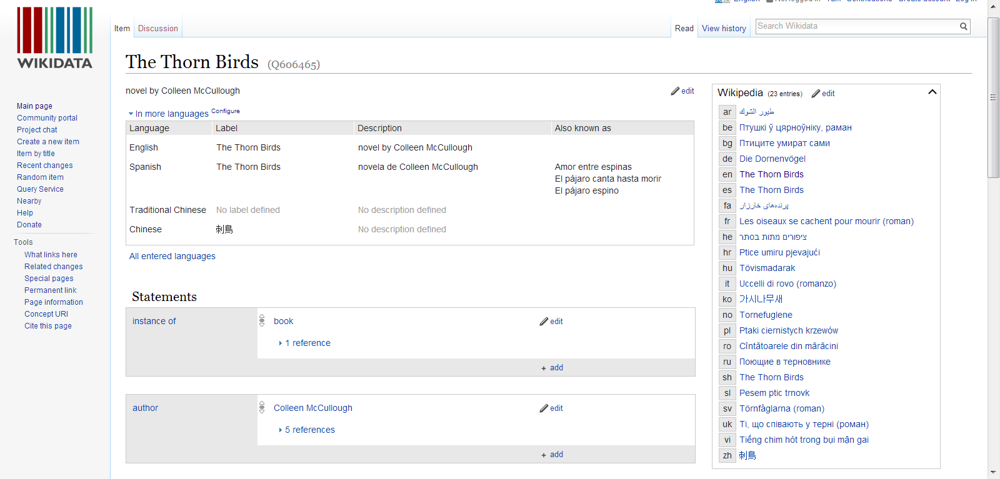 English Not logged in Talk Contributions Create account Log in
WIKIDATA
Item Discussion
Read View history Search Wikidata
The Thorn Birds (Q606465)
novel by Colleen McCullough edit
In more languages Configure
Language Label Description Also known as
English The Thorn Birds novel by Colleen McCullough
Spanish The Thorn Birds novela de Colleen McCullough Amor entre espinas
El pájaro canta hasta morir
El pájaro espino
Traditional Chinese No label defined No description defined
Chinese 刺鳥 No description defined
All entered languages
Statements
instance of book edit
1 reference
+ add
author Colleen McCullough edit
5 references
+ add
Main page
Community portal
Project chat
Create a new item
Item by title
Recent changes
Random item
Query Service
Nearby
Help
Donate
Tools
What links here
Related changes
Special pages
Permanent link
Page information
Concept URI
Cite this page
Wikipedia (23 entries) edit
ar طيور الشوك
be Птушкі ў цярноўніку, раман
bg Птиците умират сами
de Die Dornenvögel
en The Thorn Birds
es The Thorn Birds
fa پرنده‌های خارزار
fr Les oiseaux se cachent pour mourir (roman)
he ציפורים מתות בסתר
hr Ptice umiru pjevajući
hu Tövismadarak
it Uccelli di rovo (romanzo)
ko 가시나무새
no Tornefuglene
pl Ptaki ciernistych krzewów
ro Cîntătoarele din mărăcini
ru Поющие в терновнике
sh The Thorn Birds
sl Pesem ptic trnovk
sv Törnfåglarna (roman)
uk Ті, що співають у терні (роман)
vi Tiếng chim hót trong bụi mận gai
zh 刺鳥